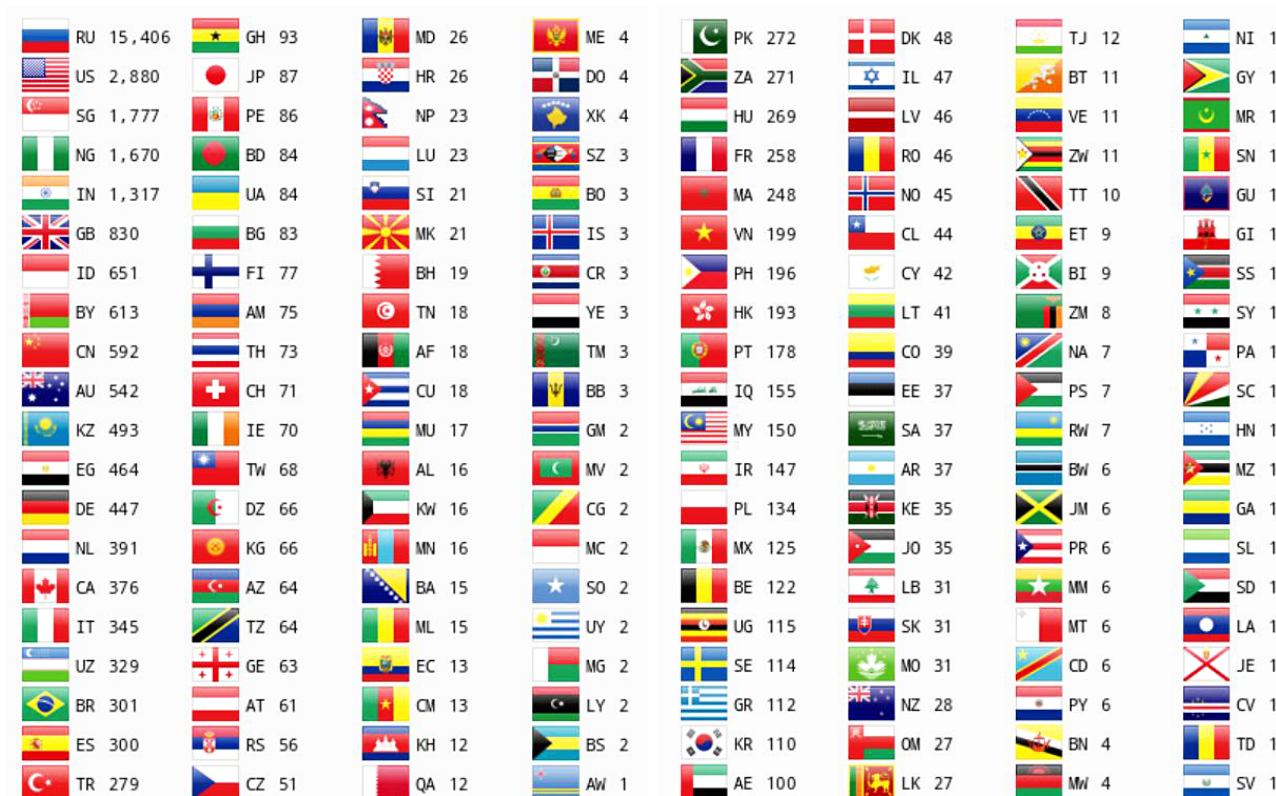 RU 15,406 GH 93 MD 26 ME 4 PK 272 DK 48 TJ 12 NI 1
US 2,880 JP 87 HR 26 DO 4 ZA 271 IL 47 BT 11 GY 1
SG 1,777 PE 86 NP 23 XK 4 HU 269 LV 46 VE 11 MR 1
NG 1,670 BD 84 LU 23 SZ 3 FR 258 RO 46 ZW 11 SN 1
IN 1,317 UA 84 SI 21 BO 3 MA 248 NO 45 TT 10 GU 1
GB 830 BG 83 MK 21 IS 3 VN 199 CL 44 ET 9 GI 1
ID 651 FI 77 BH 19 CR 3 PH 196 CY 42 BI 9 SS 1
BY 613 AM 75 TN 18 YE 3 HK 193 LT 41 ZM 8 SY 1
CN 592 TH 73 AF 18 TM 3 PT 178 CO 39 NA 7 PA 1
AU 542 CH 71 CU 18 BB 3 IQ 155 EE 37 PS 7 SC 1
KZ 493 IE 70 MU 17 GM 2 MY 150 SA 37 RW 7 HN 1
EG 464 TW 68 AL 16 MV 2 IR 147 AR 37 BW 6 MZ 1
DE 447 DZ 66 KW 16 CG 2 PL 134 KE 35 JM 6 GA 1
NL 391 KG 66 MN 16 MC 2 MX 125 JO 35 PR 6 SL 1
CA 376 AZ 64 BA 15 SO 2 BE 122 LB 31 MM 6 SD 1
IT 345 TZ 64 ML 15 UY 2 UG 115 SK 31 MT 6 LA 1
UZ 329 GE 63 EC 13 MG 2 SE 114 MO 31 CD 6 JE 1
BR 301 AT 61 CM 13 LY 2 GR 112 NZ 28 PY 6 CV 1
ES 300 RS 56 KH 12 BS 2 KR 110 OM 27 BN 4 TD 1
TR 279 CZ 51 QA 12 AW 1 AE 100 LK 27 MW 4 SV 1